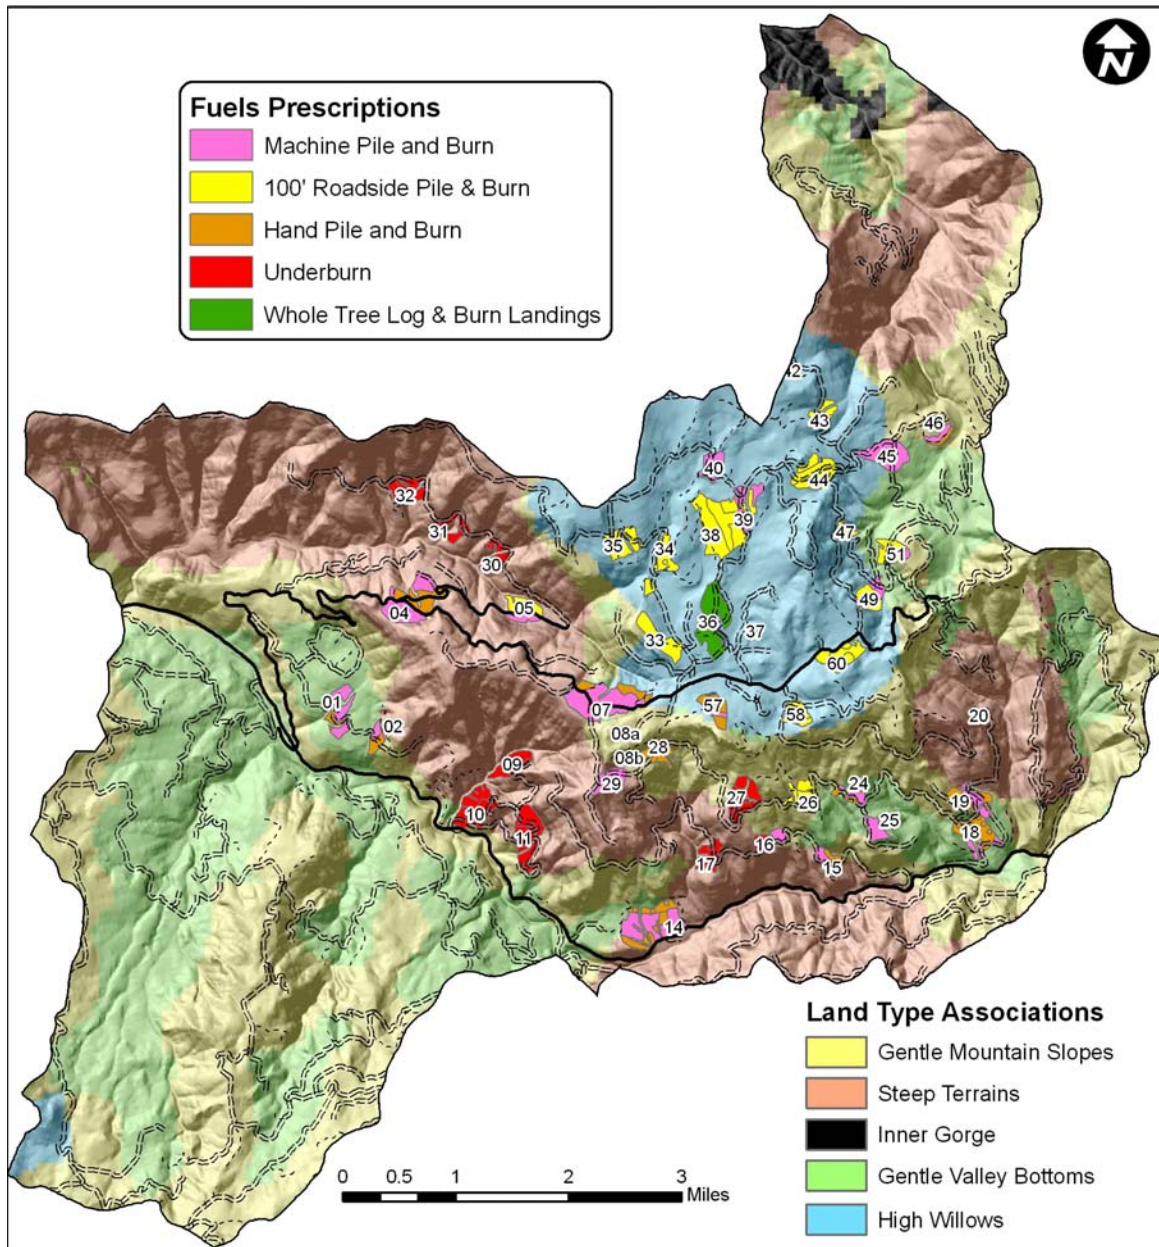 N
Fuels Prescriptions
Machine Pile and Burn
100' Roadside Pile & Burn
Hand Pile and Burn
Underburn
Whole Tree Log & Burn Landings
42
43
46
45
40
44
32
39
31
38
47
35
34
51
30
04
05
49
36
33
37
60
01
07
57
58
20
02
08a
28
08b
09
29
27
24
26
19
10
25
11
16
18
17
15
14
Land Type Associations
Gentle Mountain Slopes
Steep Terrains
Inner Gorge
Gentle Valley Bottoms
High Willows
0 0.5 1 2 3
Miles